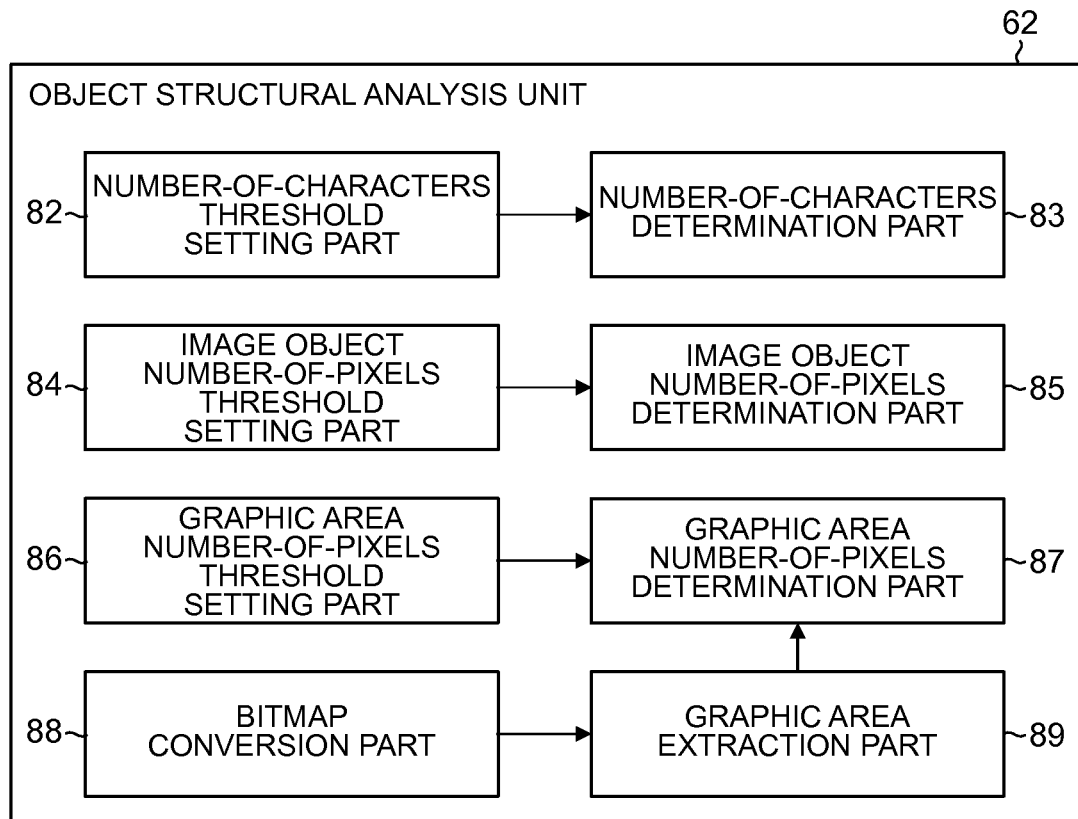 62
OBJECT STRUCTURAL ANALYSIS UNIT
82
NUMBER-OF-CHARACTERS
THRESHOLD
SETTING PART
NUMBER-OF-CHARACTERS
DETERMINATION PART
83
84
IMAGE OBJECT
NUMBER-OF-PIXELS
THRESHOLD
SETTING PART
IMAGE OBJECT
NUMBER-OF-PIXELS
DETERMINATION PART
85
86
GRAPHIC AREA
NUMBER-OF-PIXELS
THRESHOLD
SETTING PART
GRAPHIC AREA
NUMBER-OF-PIXELS
DETERMINATION PART
87
88
BITMAP
CONVERSION PART
GRAPHIC AREA
EXTRACTION PART
89